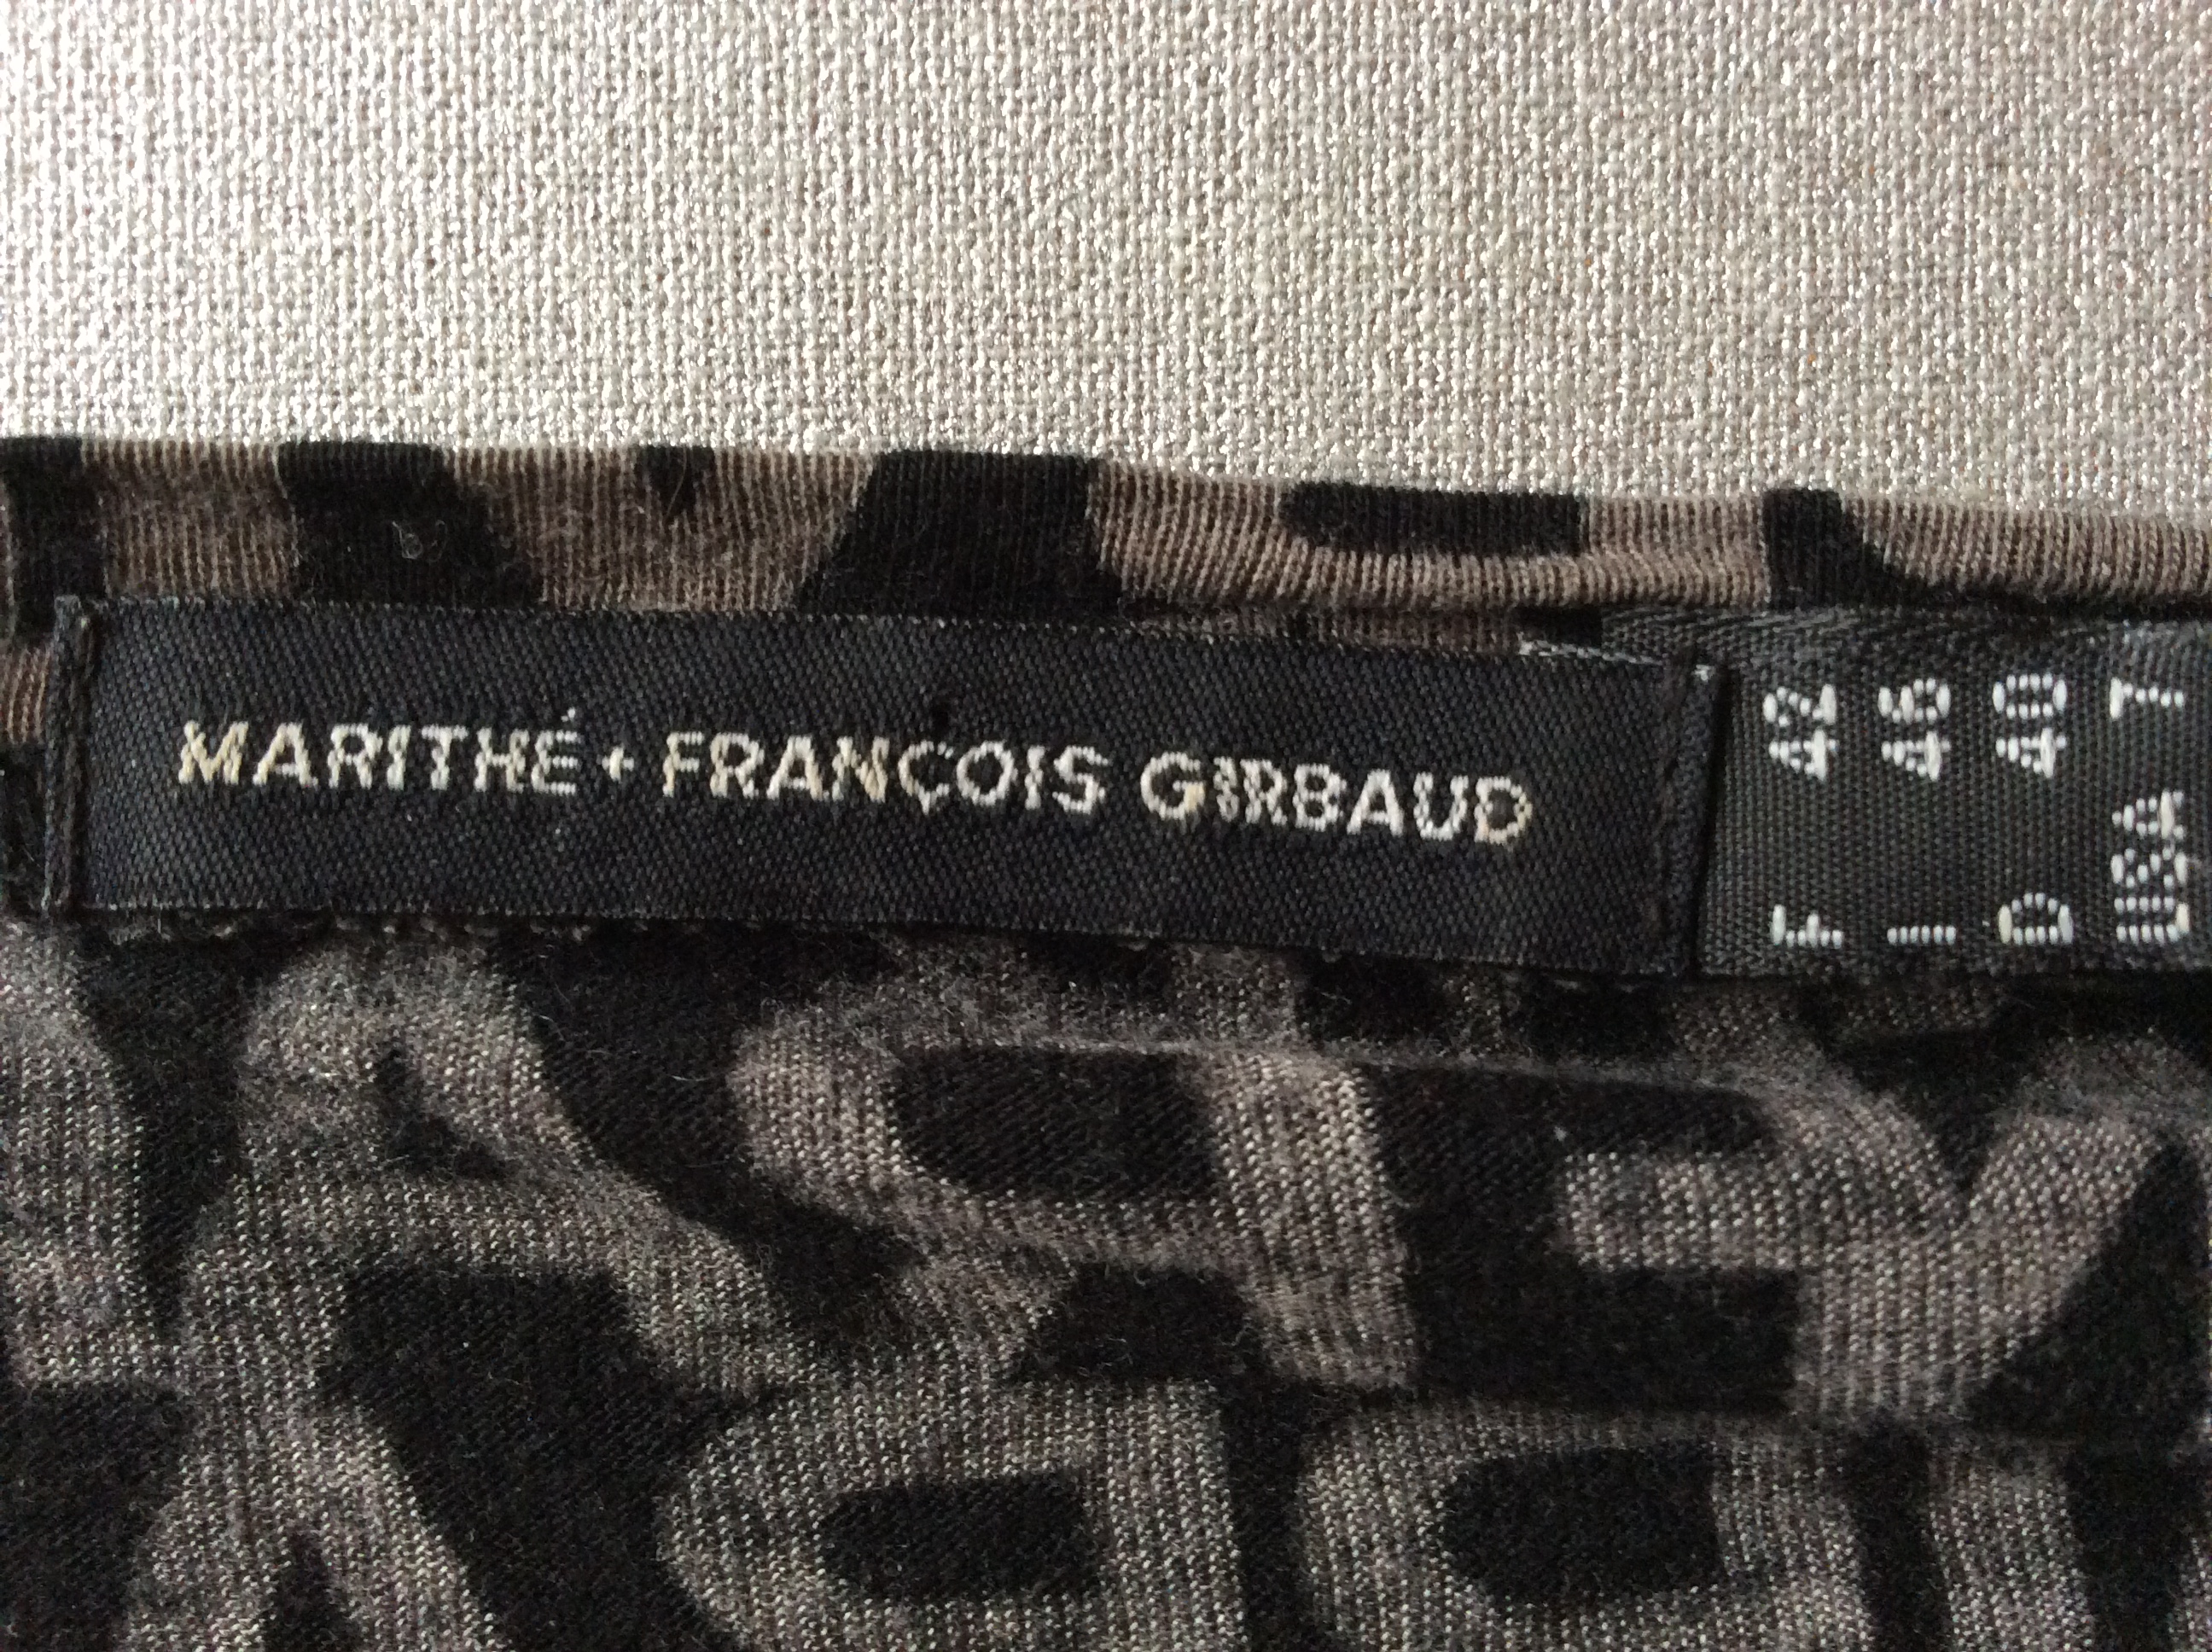 MARITHÉ + FRANÇOIS GIRBAUD
F 42
I 46
D 40
USA 7